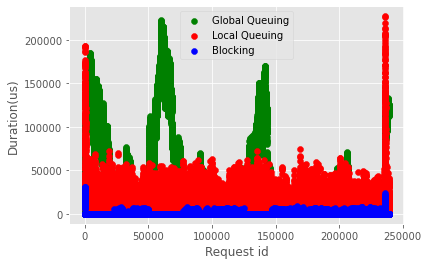 Global Queuing
Local Queuing
Blocking
200000
150000
100000
50000
0
Duration(us)
0
50000
100000
150000
200000
250000
Request id